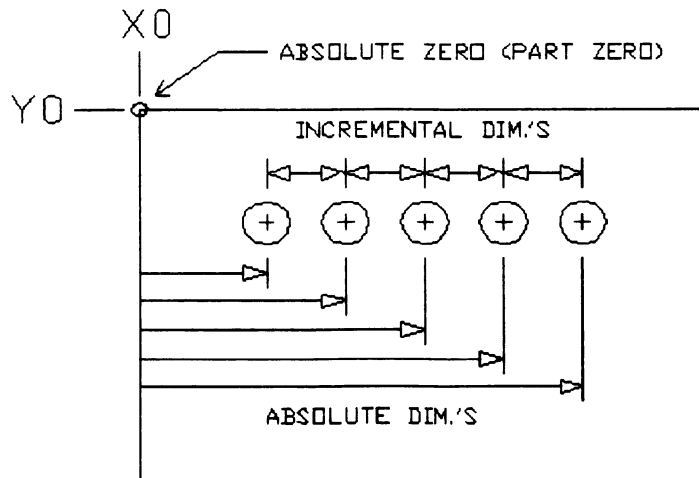 X0
ABSOLUTE ZERO (PART ZERO)
Y0
INCREMENTAL DIM.'S
ABSOLUTE DIM.'S